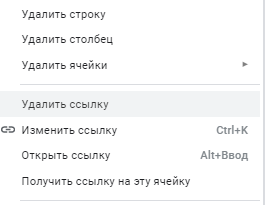 Удалить строку
Удалить столбец
Удалить ячейки
Удалить ссылку
Изменить ссылку Ctrl+K
Открыть ссылку Alt+Ввод
Получить ссылку на эту ячейку